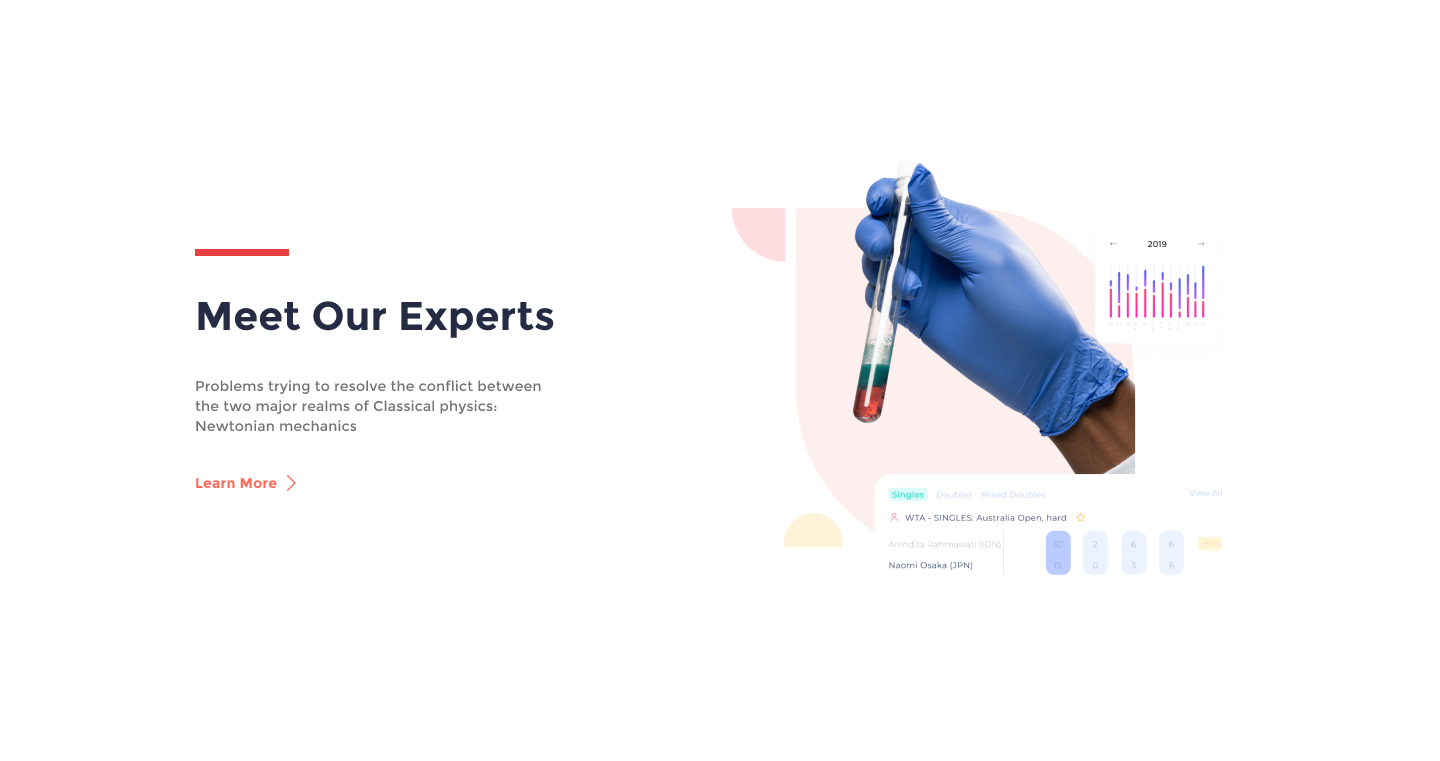 Meet Our Experts
Problems trying to resolve the conflict between
the two major realms of Classical physics:
Newtonian mechanics
Learn More
2019
Singles Doubles Mixed Doubles View All
WTA - SINGLES: Australia Open, hard
Anindita Rahmawati (IDN) 30 2 6 6
Naomi Osaka (JPN) 15 0 3 6